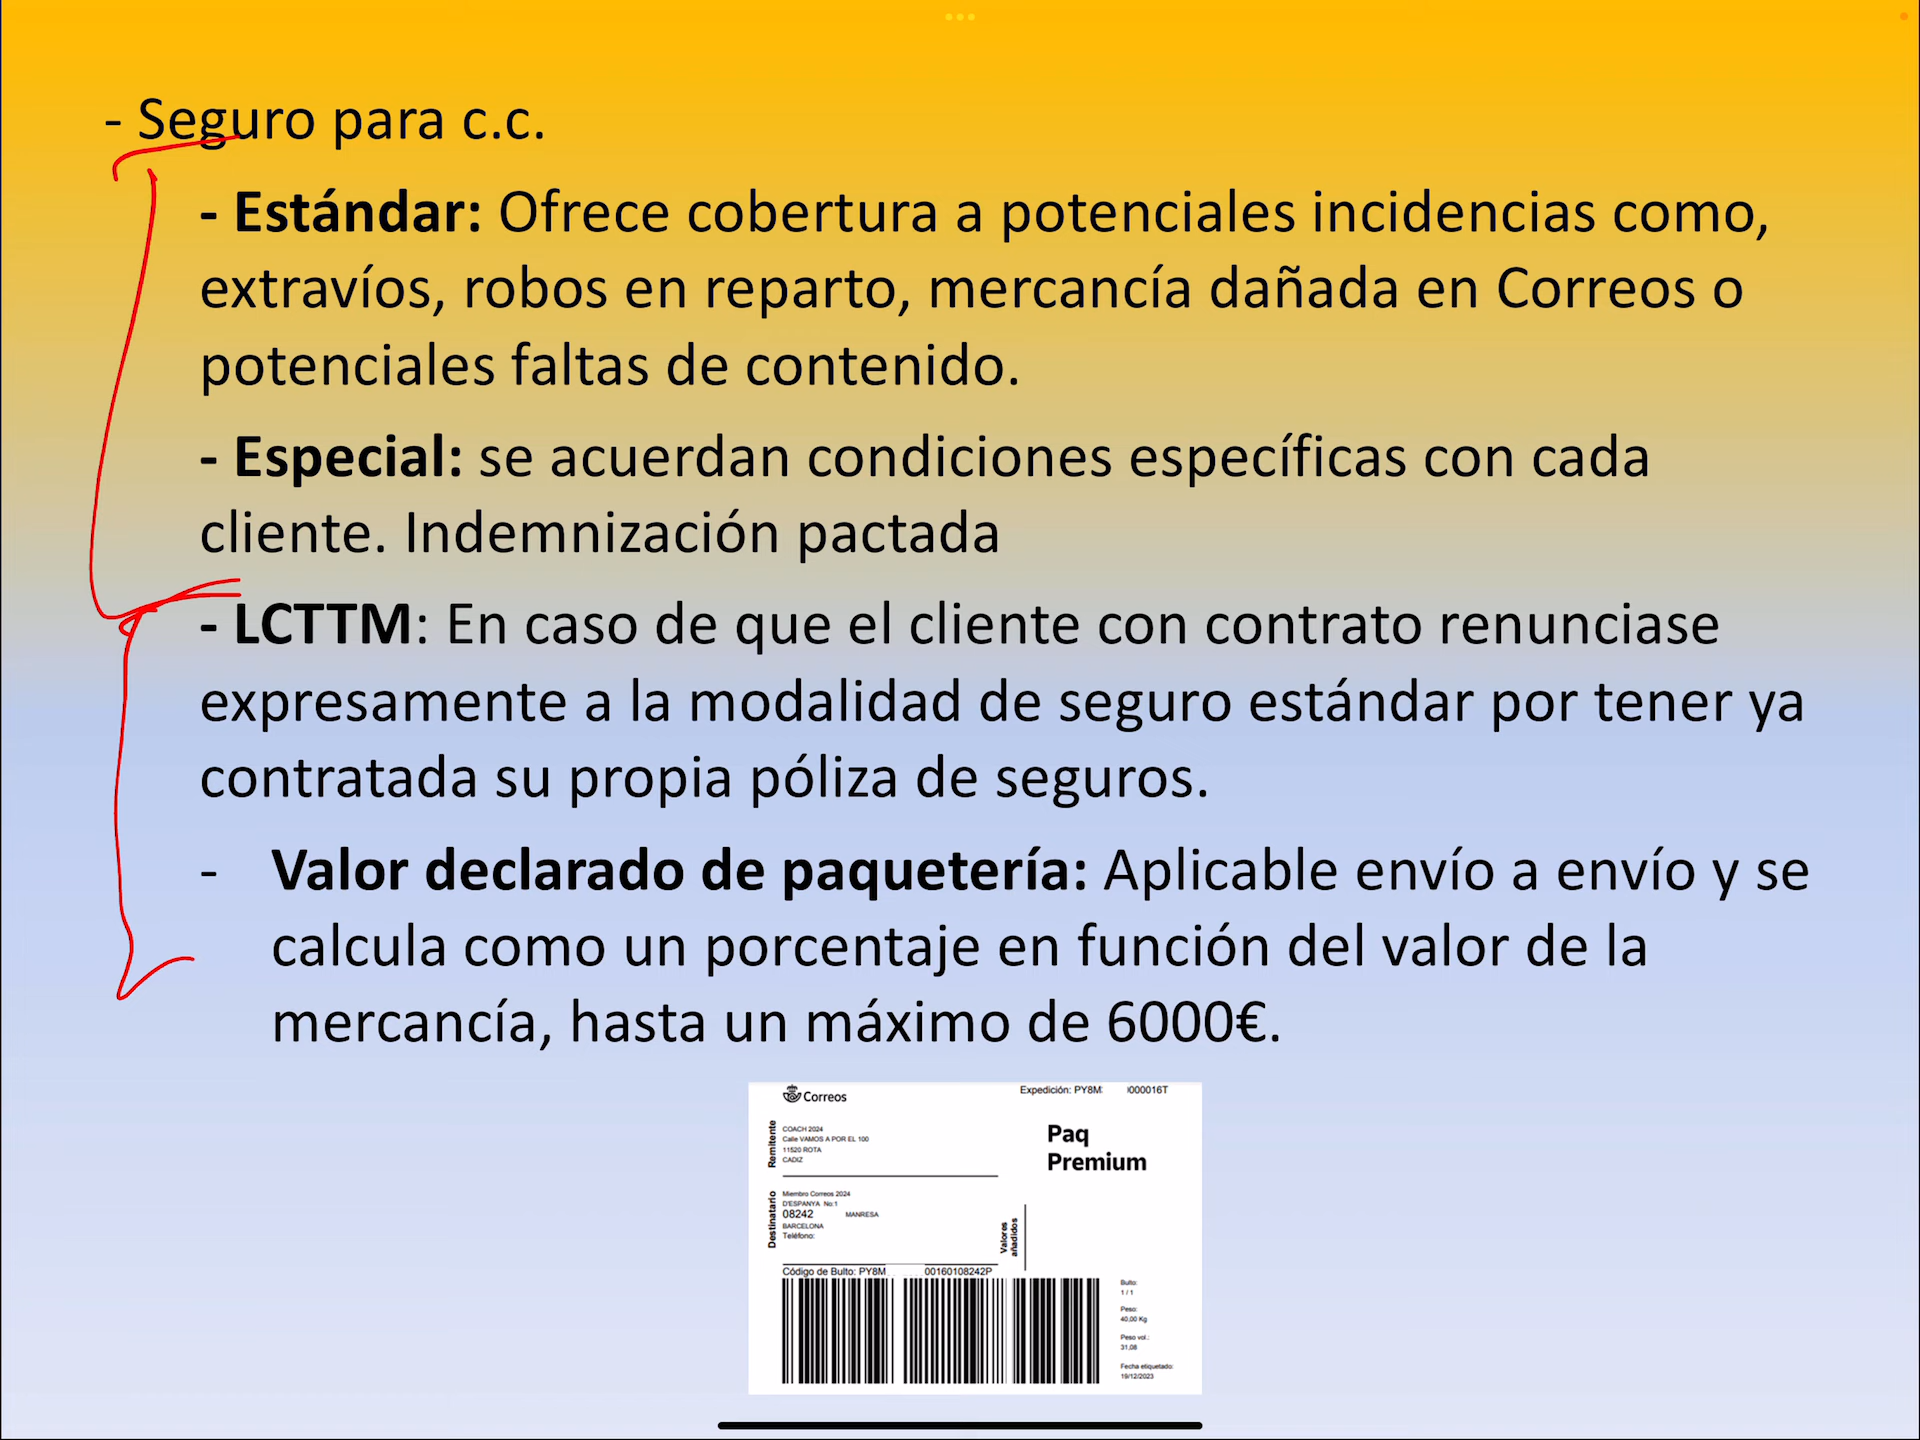 - Seguro para c.c.
- Estándar: Ofrece cobertura a potenciales incidencias como,
extravíos, robos en reparto, mercancía dañada en Correos o
potenciales faltas de contenido.
- Especial: se acuerdan condiciones específicas con cada
cliente. Indemnización pactada
- LCTTM: En caso de que el cliente con contrato renunciase
expresamente a la modalidad de seguro estándar por tener ya
contratada su propia póliza de seguros.
- Valor declarado de paquetería: Aplicable envío a envío y se
calcula como un porcentaje en función del valor de la
mercancía, hasta un máximo de 6000€.
Correos
Expedición: PY8M 0000016T
Remitente
COACH 2024
Calle VAMOS A POR EL 100
11520 ROTA
CADIZ
Paq
Premium
Destinatario
Miembro Correos 2024
D'ESPANYA No:1
08242 MANRESA
BARCELONA
Teléfono:
Valores
añadidos
Código de Bulto: PY8M 00160108242P
Bulto:
1 / 1
Peso:
40,00 Kg
Peso vol.:
31,08
Fecha etiquetado:
19/12/2023